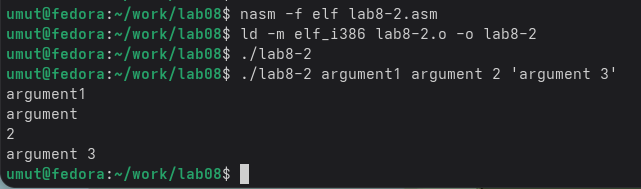 umut@fedora:~/work/lab08$ nasm -f elf lab8-2.asm
umut@fedora:~/work/lab08$ ld -m elf_i386 lab8-2.o -o lab8-2
umut@fedora:~/work/lab08$ ./lab8-2
umut@fedora:~/work/lab08$ ./lab8-2 argument1 argument 2 'argument 3'
argument1
argument
2
argument 3
umut@fedora:~/work/lab08$